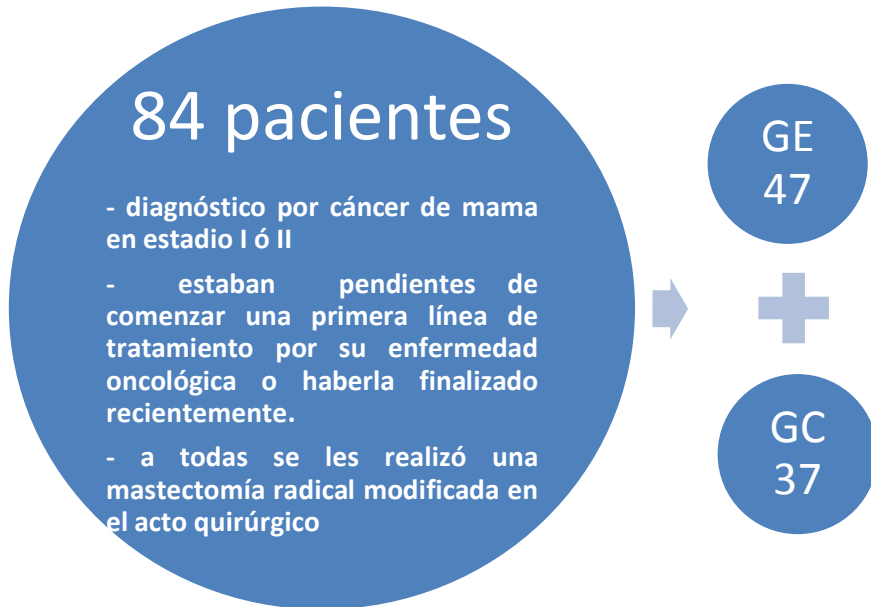 84 pacientes
- diagnóstico por cáncer de mama
en estadio I ó II
- estaban pendientes de
comenzar una primera línea de
tratamiento por su enfermedad
oncológica o haberla finalizado
recientemente.
- a todas se les realizó una
mastectomía radical modificada en
el acto quirúrgico
GE
47
GC
37